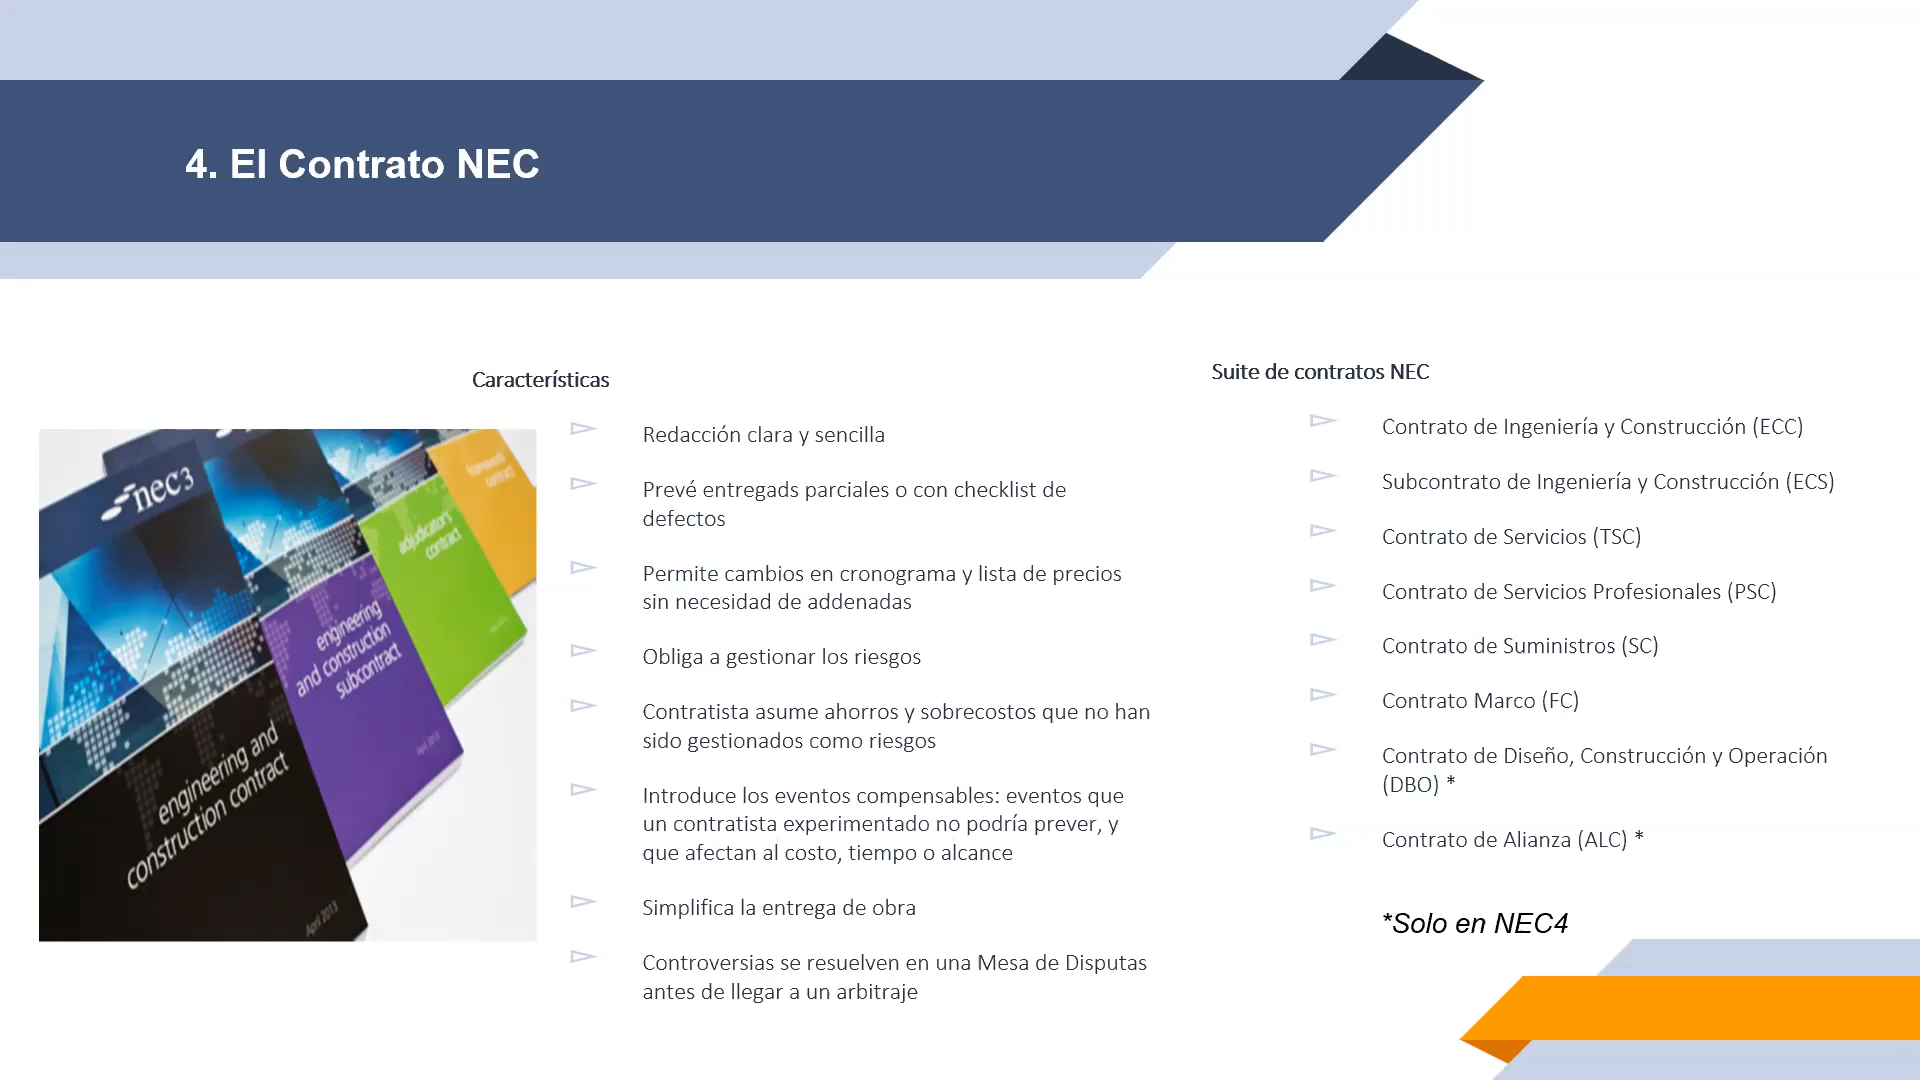 4. El Contrato NEC
Características
Redacción clara y sencilla
Prevé entregads parciales o con checklist de
defectos
Permite cambios en cronograma y lista de precios
sin necesidad de addenadas
Obliga a gestionar los riesgos
Contratista asume ahorros y sobrecostos que no han
sido gestionados como riesgos
Introduce los eventos compensables: eventos que
un contratista experimentado no podría prever, y
que afectan al costo, tiempo o alcance
Simplifica la entrega de obra
Controversias se resuelven en una Mesa de Disputas
antes de llegar a un arbitraje
Suite de contratos NEC
Contrato de Ingeniería y Construcción (ECC)
Subcontrato de Ingeniería y Construcción (ECS)
Contrato de Servicios (TSC)
Contrato de Servicios Profesionales (PSC)
Contrato de Suministros (SC)
Contrato Marco (FC)
Contrato de Diseño, Construcción y Operación
(DBO) *
Contrato de Alianza (ALC) *
*Solo en NEC4
nec3
engineering and
construction contract
April 2013
engineering
and construction
subcontract
April 2013
adjudicator's
contract
framework
contract